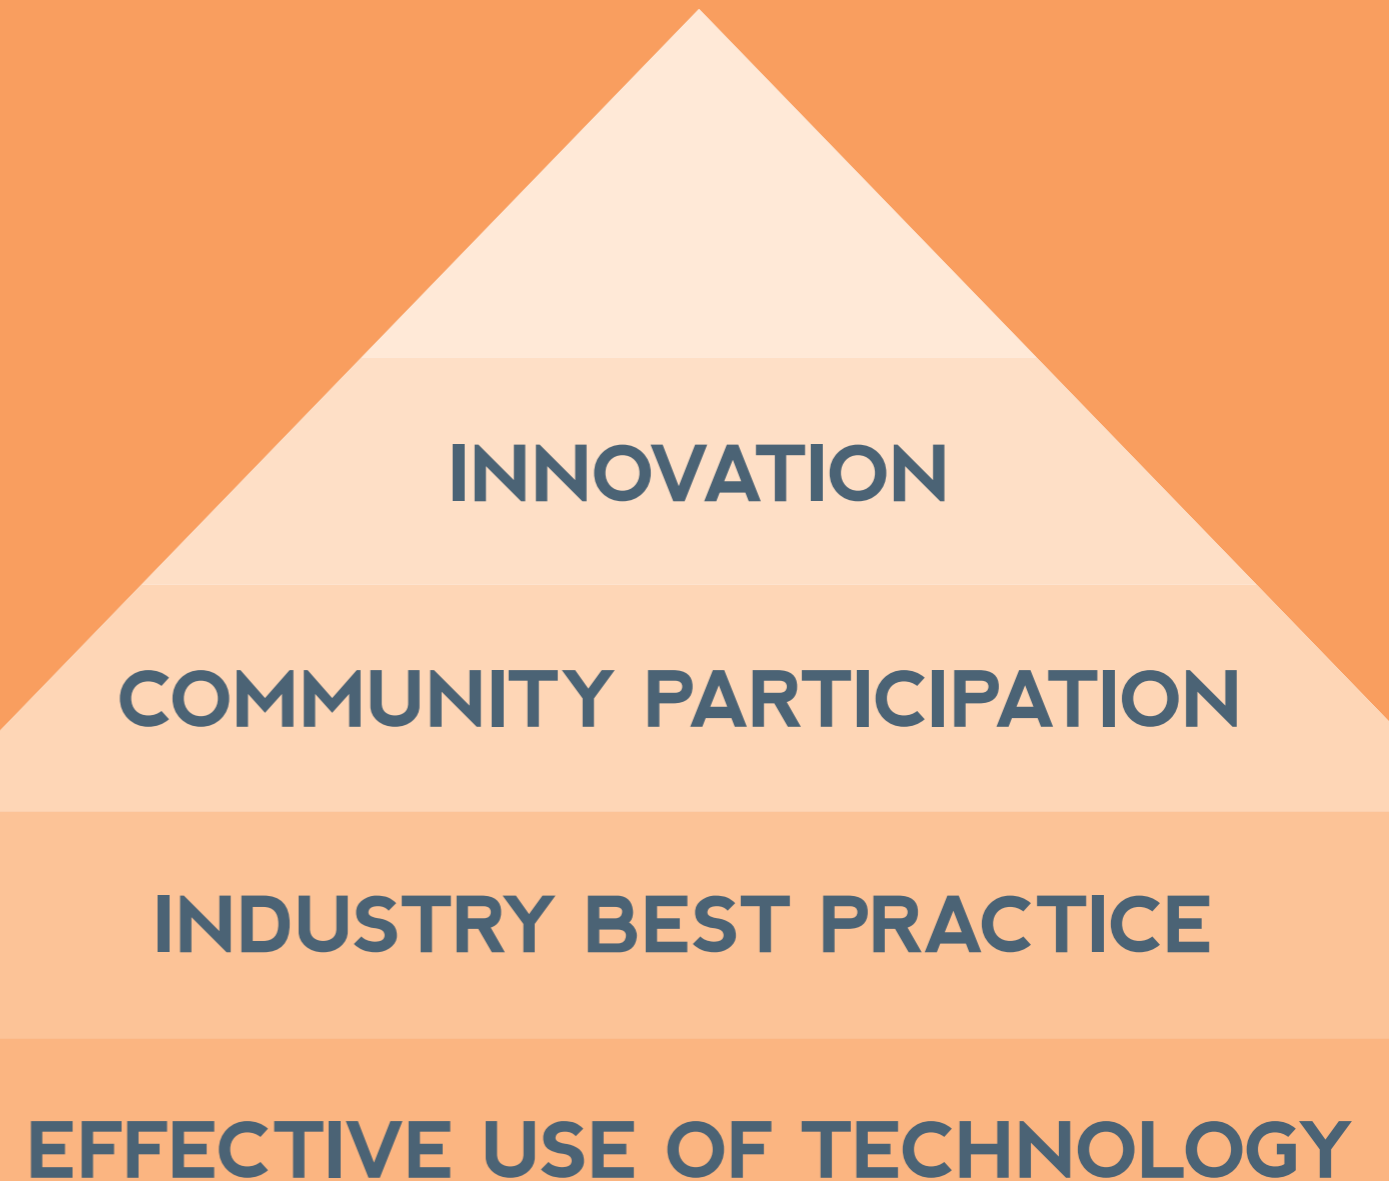 INNOVATION
COMMUNITY PARTICIPATION
INDUSTRY BEST PRACTICE
EFFECTIVE USE OF TECHNOLOGY